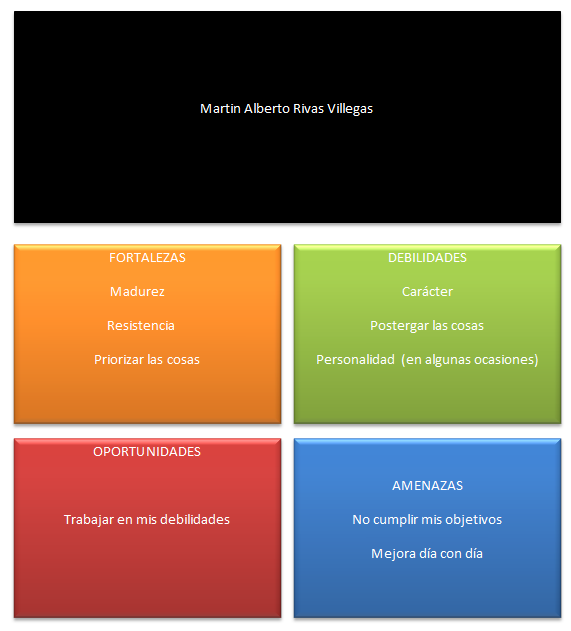 Martin Alberto Rivas Villegas
FORTALEZAS
Madurez
Resistencia
Priorizar las cosas
DEBILIDADES
Carácter
Postergar las cosas
Personalidad (en algunas ocasiones)
OPORTUNIDADES
Trabajar en mis debilidades
AMENAZAS
No cumplir mis objetivos
Mejora día con día